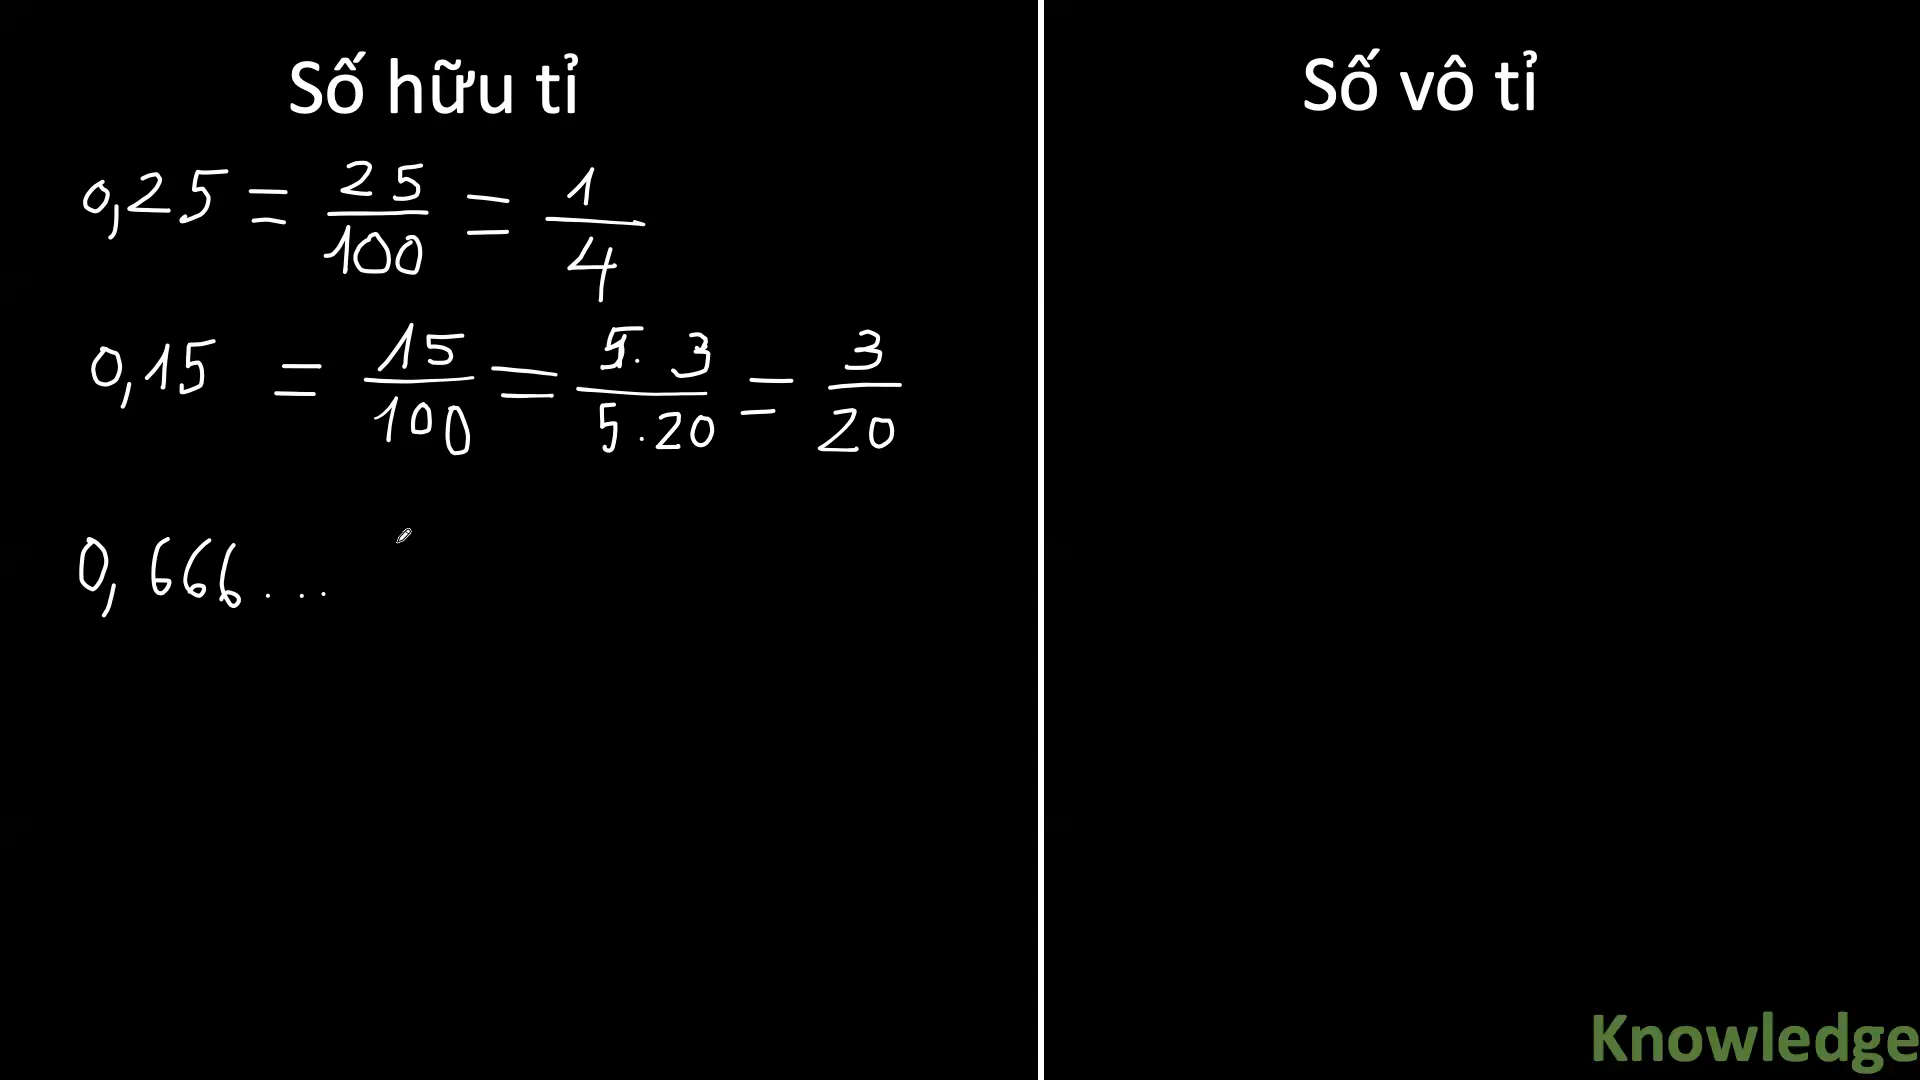 Số hữu tỉ
0,25 = 25/100 = 1/4
0,15 = 15/100 = 5.3/5.20 = 3/20
0,666...
Số vô tỉ
Knowledge